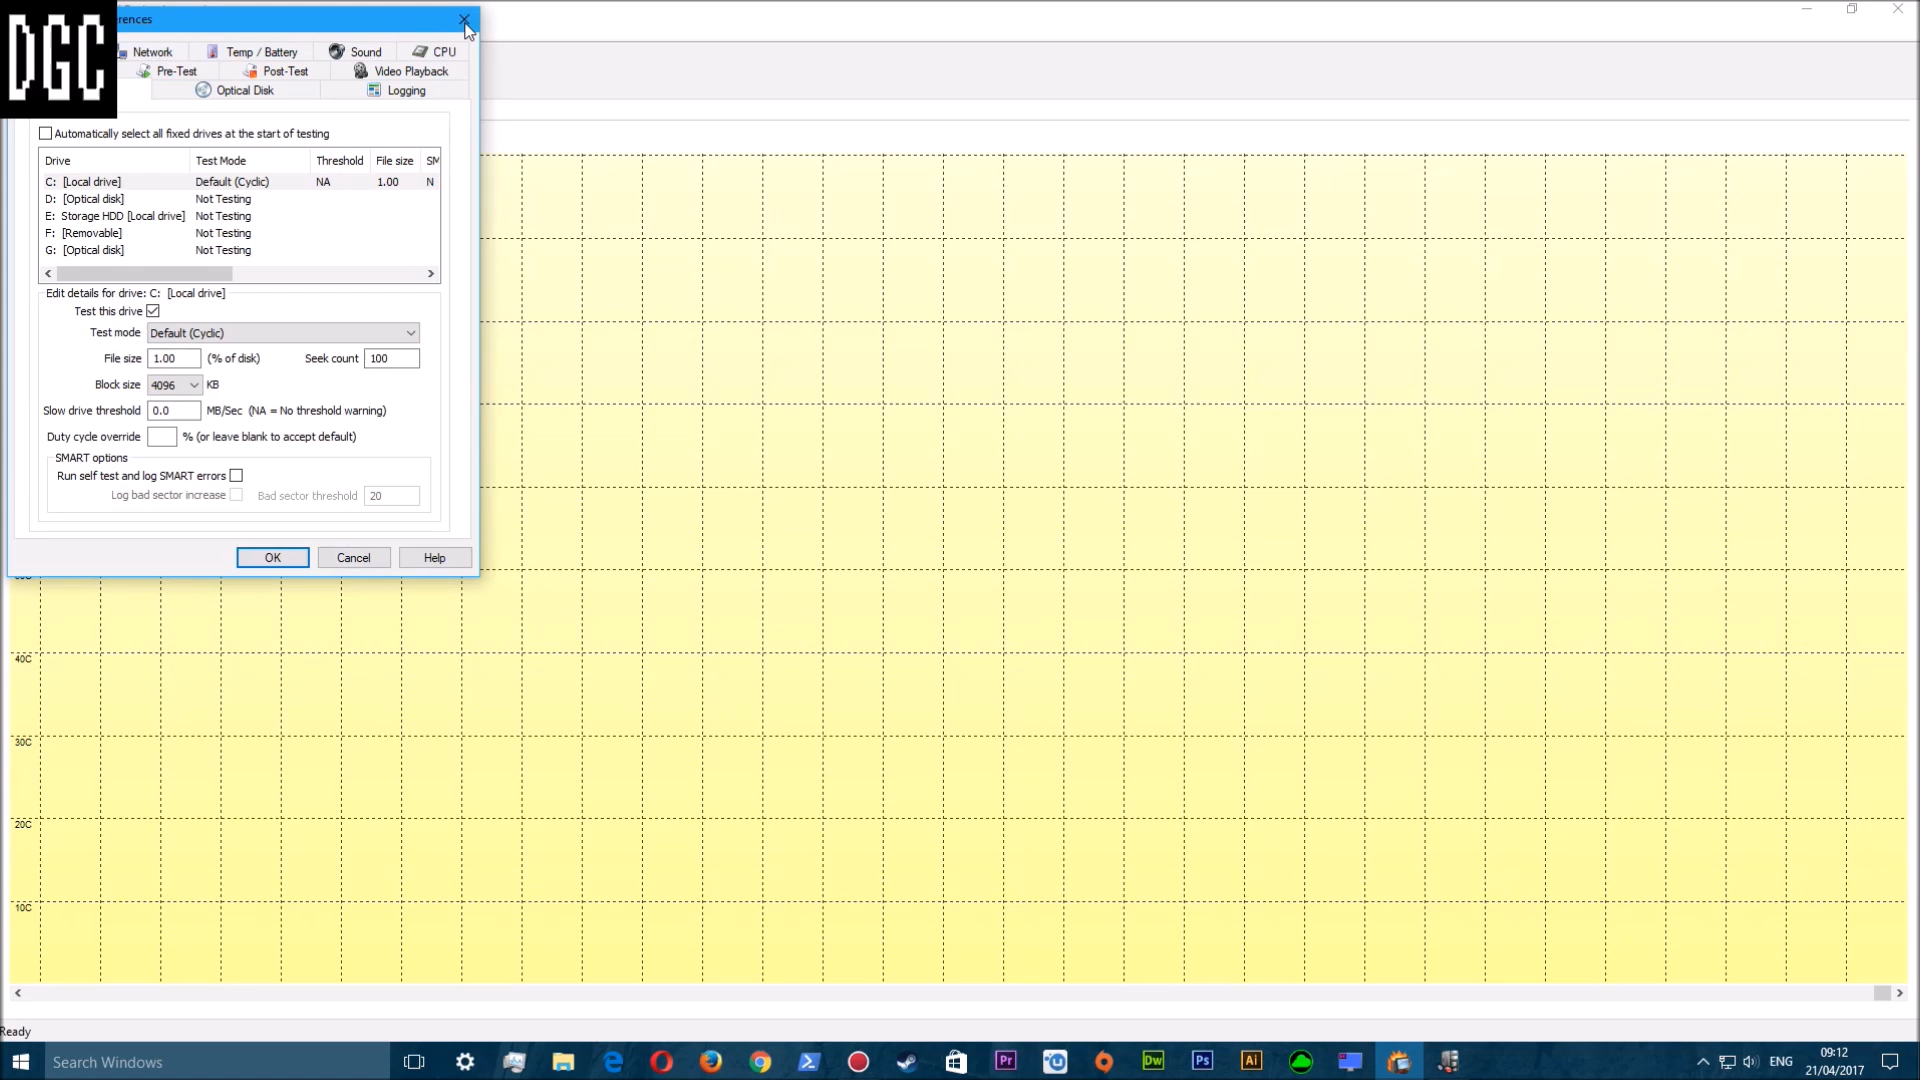 DGC
erences
Network
Temp / Battery
Sound
CPU
Pre-Test
Post-Test
Video Playback
Optical Disk
Logging
Automatically select all fixed drives at the start of testing
Drive Test Mode Threshold File size SM
C: [Local drive] Default (Cyclic) NA 1.00 N
D: [Optical disk] Not Testing
E: Storage HDD [Local drive] Not Testing
F: [Removable] Not Testing
G: [Optical disk] Not Testing
Edit details for drive: C: [Local drive]
Test this drive
Test mode Default (Cyclic)
File size 1.00 (% of disk) Seek count 100
Block size 4096 KB
Slow drive threshold 0.0 MB/Sec (NA = No threshold warning)
Duty cycle override % (or leave blank to accept default)
SMART options
Run self test and log SMART errors
Log bad sector increase Bad sector threshold 20
OK Cancel Help
40C
30C
20C
10C
Ready
Search Windows
Pr
Dw
Ps
Ai
ENG
09:12
21/04/2017